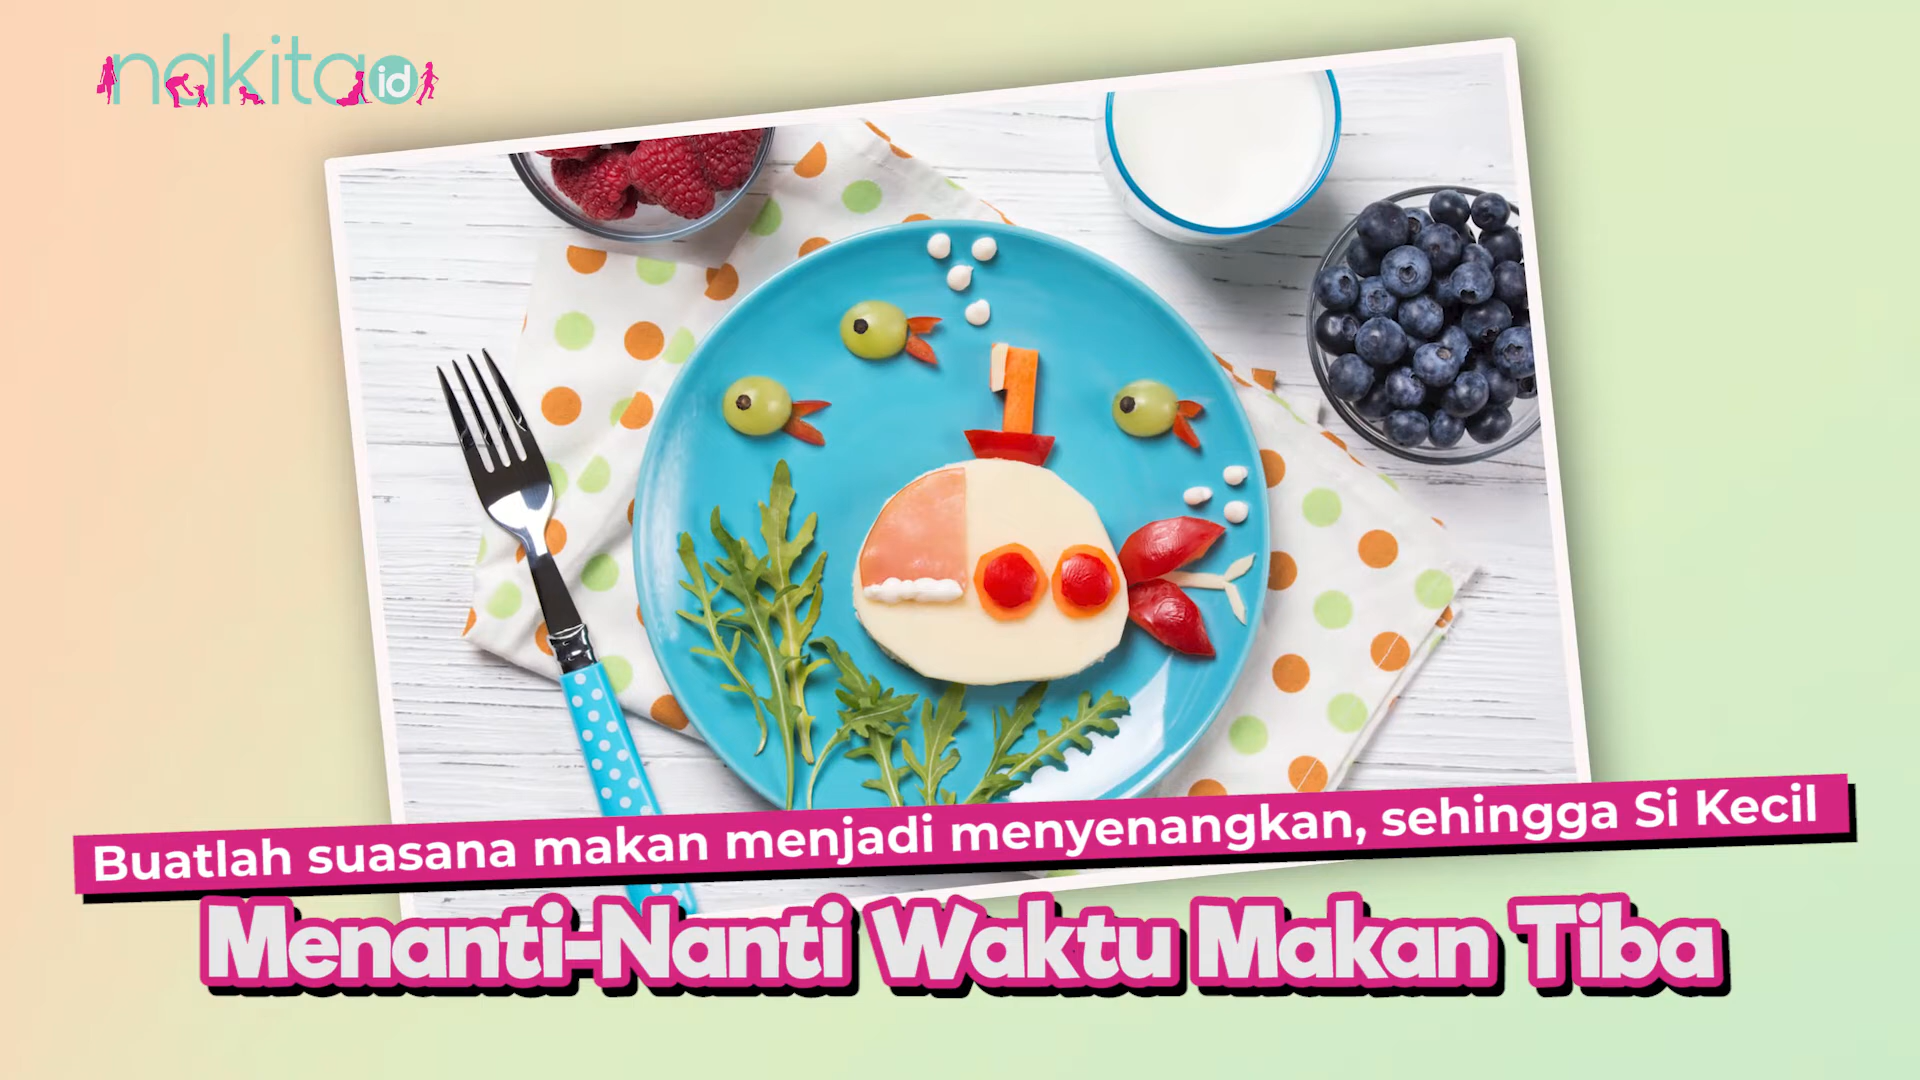 nakita id
Buatlah suasana makan menjadi menyenangkan, sehingga Si Kecil
Menanti-Nanti Waktu Makan Tiba